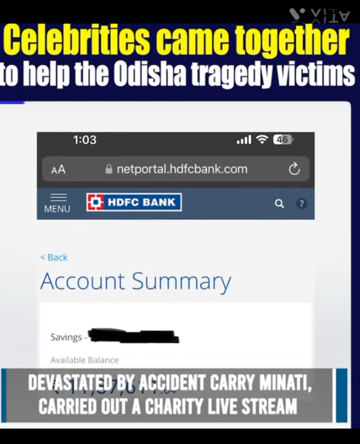 VITA
Celebrities came together
to help the Odisha tragedy victims
1:03
46
AA
netportal.hdfcbank.com
MENU
HDFC BANK
?
< Back
Account Summary
Savings -
Available Balance
DEVASTATED BY ACCIDENT CARRY MINATI,
CARRIED OUT A CHARITY LIVE STREAM